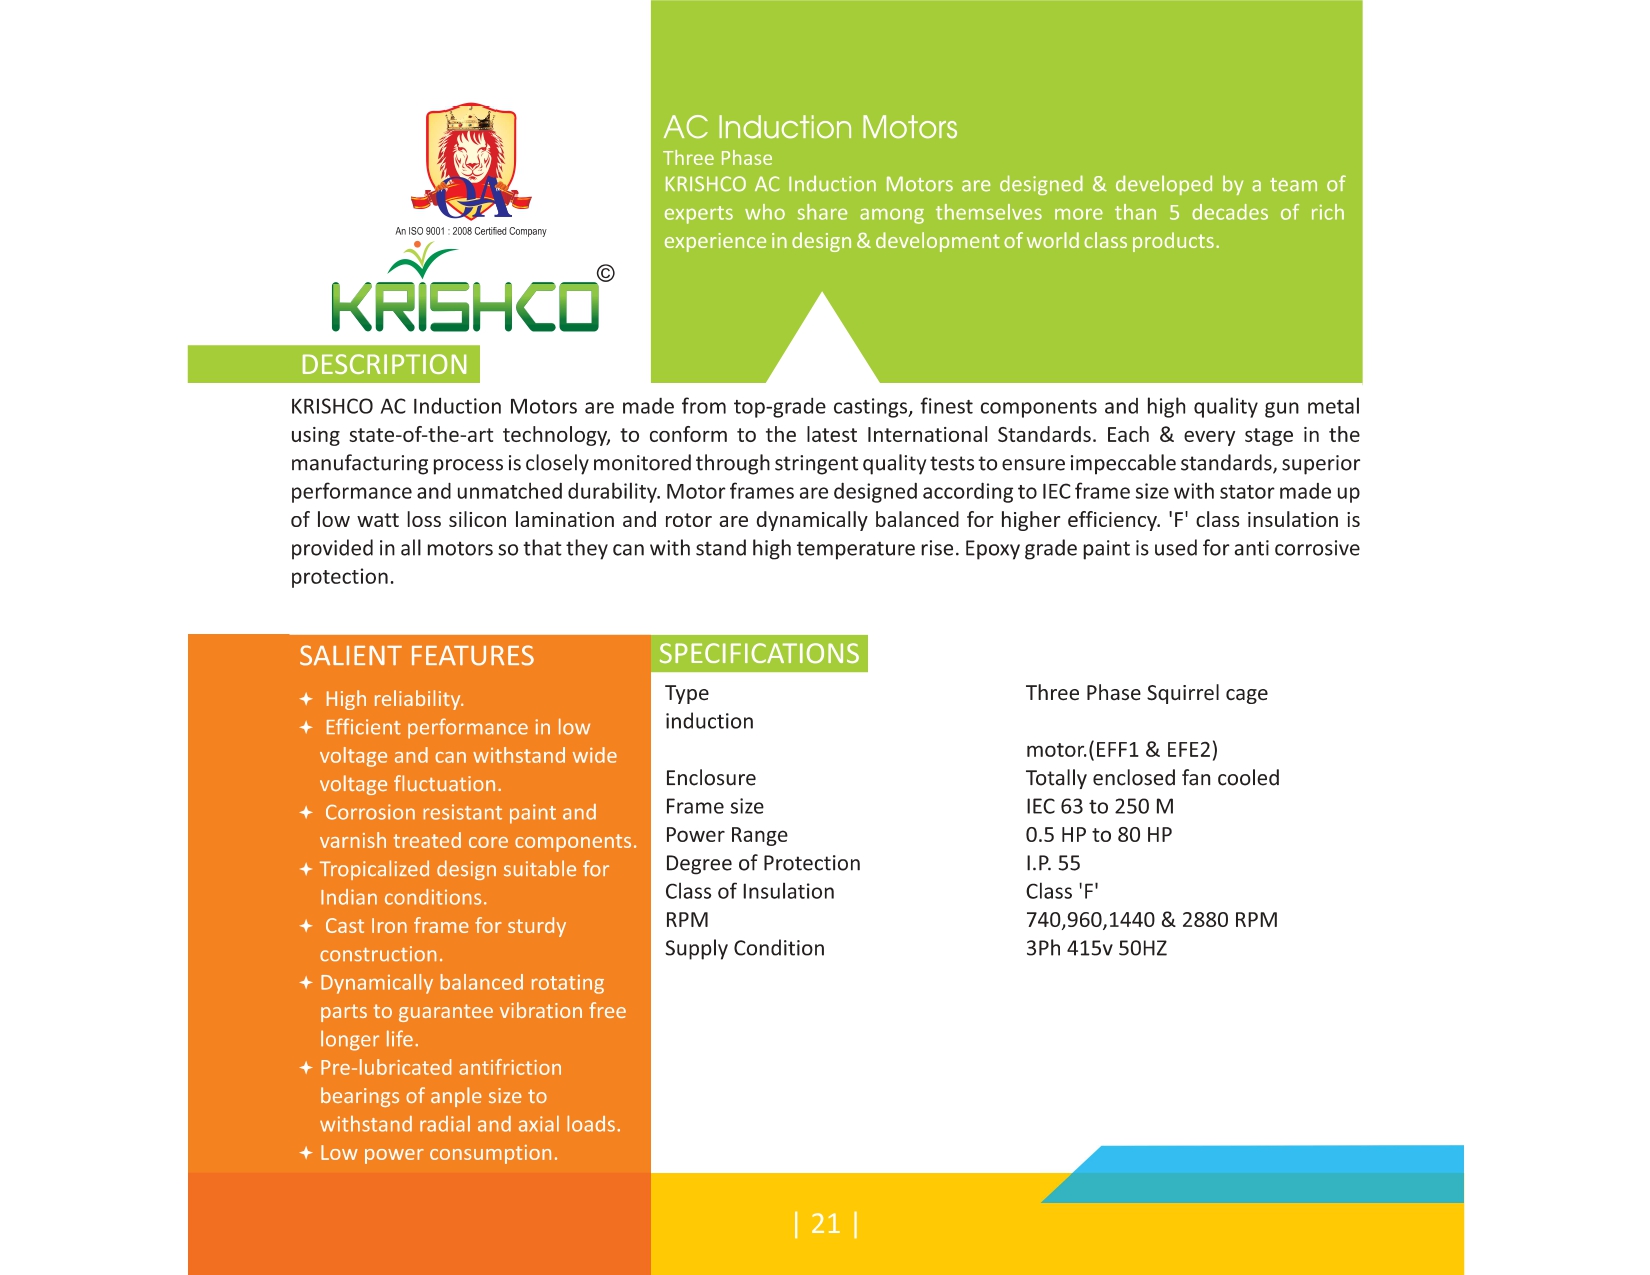 AC Induction Motors
Three Phase
KRISHCO AC Induction Motors are designed & developed by a team of
experts who share among themselves more than 5 decades of rich
experience in design & development of world class products.
OA
An ISO 9001 : 2008 Certified Company
KRISHCO ©
DESCRIPTION
KRISHCO AC Induction Motors are made from top-grade castings, finest components and high quality gun metal
using state-of-the-art technology, to conform to the latest International Standards. Each & every stage in the
manufacturing process is closely monitored through stringent quality tests to ensure impeccable standards, superior
performance and unmatched durability. Motor frames are designed according to IEC frame size with stator made up
of low watt loss silicon lamination and rotor are dynamically balanced for higher efficiency. 'F' class insulation is
provided in all motors so that they can with stand high temperature rise. Epoxy grade paint is used for anti corrosive
protection.
SALIENT FEATURES
✦ High reliability.
✦ Efficient performance in low
voltage and can withstand wide
voltage fluctuation.
✦ Corrosion resistant paint and
varnish treated core components.
✦ Tropicalized design suitable for
Indian conditions.
✦ Cast Iron frame for sturdy
construction.
✦ Dynamically balanced rotating
parts to guarantee vibration free
longer life.
✦ Pre-lubricated antifriction
bearings of anple size to
withstand radial and axial loads.
✦ Low power consumption.
SPECIFICATIONS
Type Three Phase Squirrel cage
induction
motor.(EFF1 & EFE2)
Enclosure Totally enclosed fan cooled
Frame size IEC 63 to 250 M
Power Range 0.5 HP to 80 HP
Degree of Protection I.P. 55
Class of Insulation Class 'F'
RPM 740,960,1440 & 2880 RPM
Supply Condition 3Ph 415v 50HZ
| 21 |